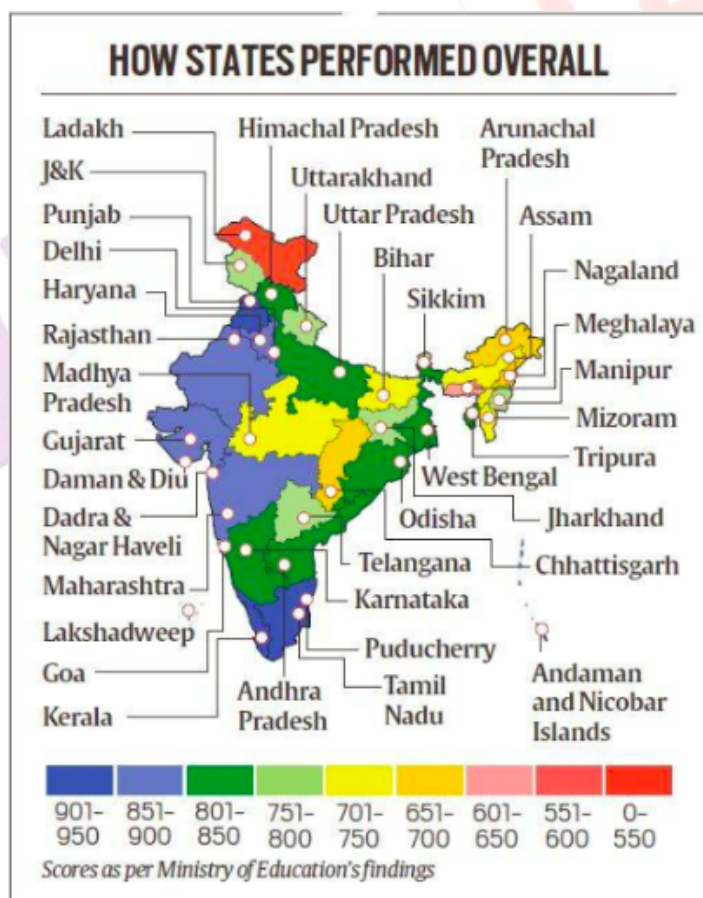 HOW STATES PERFORMED OVERALL
Ladakh
Himachal Pradesh
Arunachal
Pradesh
J&K
Uttarakhand
Punjab
Uttar Pradesh
Assam
Delhi
Bihar
Nagaland
Haryana
Sikkim
Meghalaya
Rajasthan
Manipur
Madhya
Pradesh
Mizoram
Gujarat
Tripura
Daman & Diu
West Bengal
Dadra &
Nagar Haveli
Odisha
Jharkhand
Telangana
Chhattisgarh
Maharashtra
Karnataka
Lakshadweep
Puducherry
Goa
Andhra
Pradesh
Tamil
Nadu
Andaman
and Nicobar
Islands
Kerala
901-
950
851-
900
801-
850
751-
800
701-
750
651-
700
601-
650
551-
600
0-
550
Scores as per Ministry of Education's findings